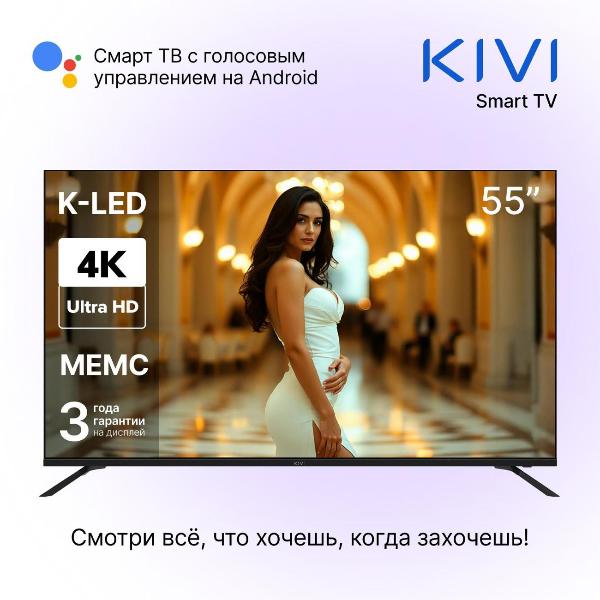 Смарт ТВ с голосовым
управлением на Android
KIVI
Smart TV
K-LED
55”
4K
Ultra HD
MEMC
3 года
гарантии
на дисплей
KIVI
Смотри всё, что хочешь, когда захочешь!